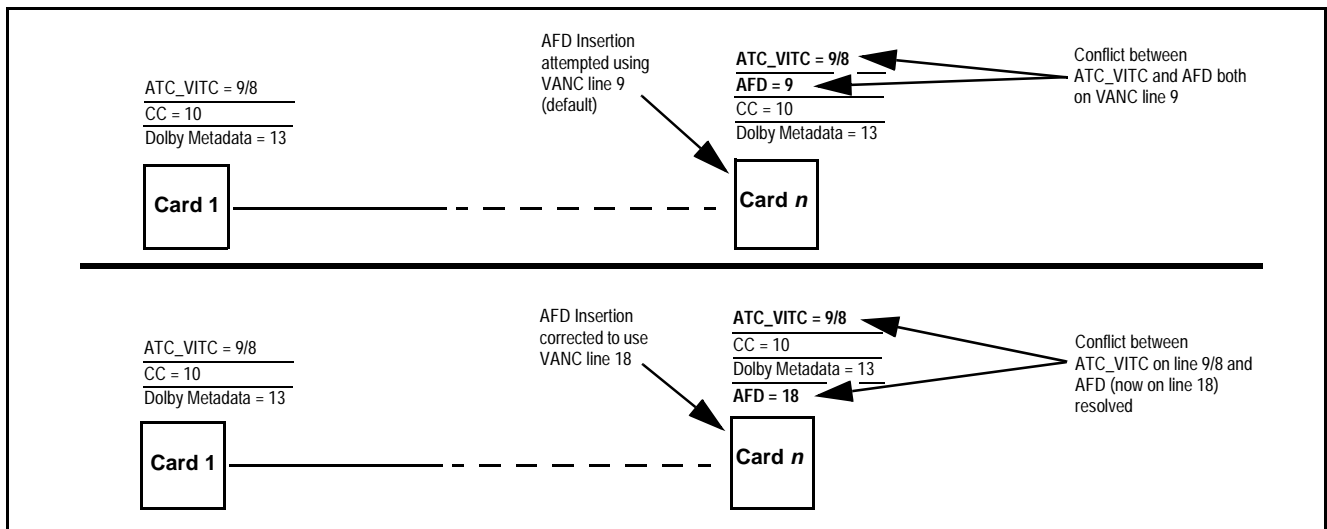 AFD Insertion
attempted using
VANC line 9
(default)
ATC_VITC = 9/8
AFD = 9
CC = 10
Dolby Metadata = 13
Conflict between
ATC_VITC and AFD both
on VANC line 9
ATC_VITC = 9/8
CC = 10
Dolby Metadata = 13
Card 1
Card n
AFD Insertion
corrected to use
VANC line 18
ATC_VITC = 9/8
CC = 10
Dolby Metadata = 13
AFD = 18
Conflict between
ATC_VITC on line 9/8 and
AFD (now on line 18)
resolved
ATC_VITC = 9/8
CC = 10
Dolby Metadata = 13
Card 1
Card n